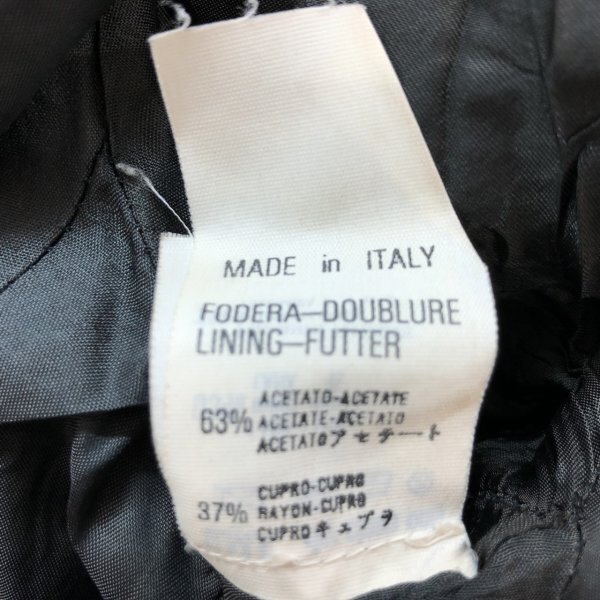 MADE in ITALY
FODERA-DOUBLURE
LINING-FUTTER
63% ACETATO-ACETATE
ACETATE-ACETATO
ACETATOアセテート
37% CUPRO-CUPRO
RAYON-CUPRO
CUPROキュプラ